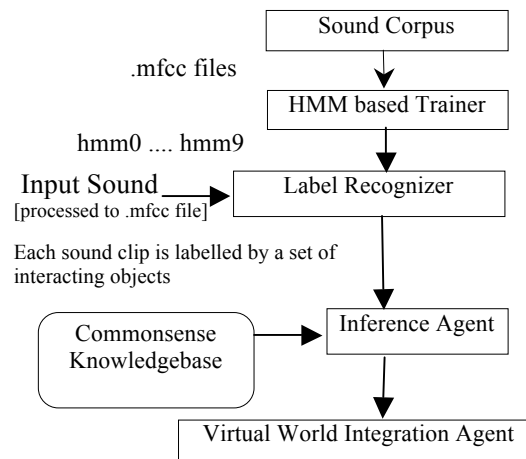 Sound Corpus
.mfcc files
HMM based Trainer
hmm0 .... hmm9
Input Sound
[processed to .mfcc file]
Label Recognizer
Each sound clip is labelled by a set of
interacting objects
Commonsense
Knowledgebase
Inference Agent
Virtual World Integration Agent